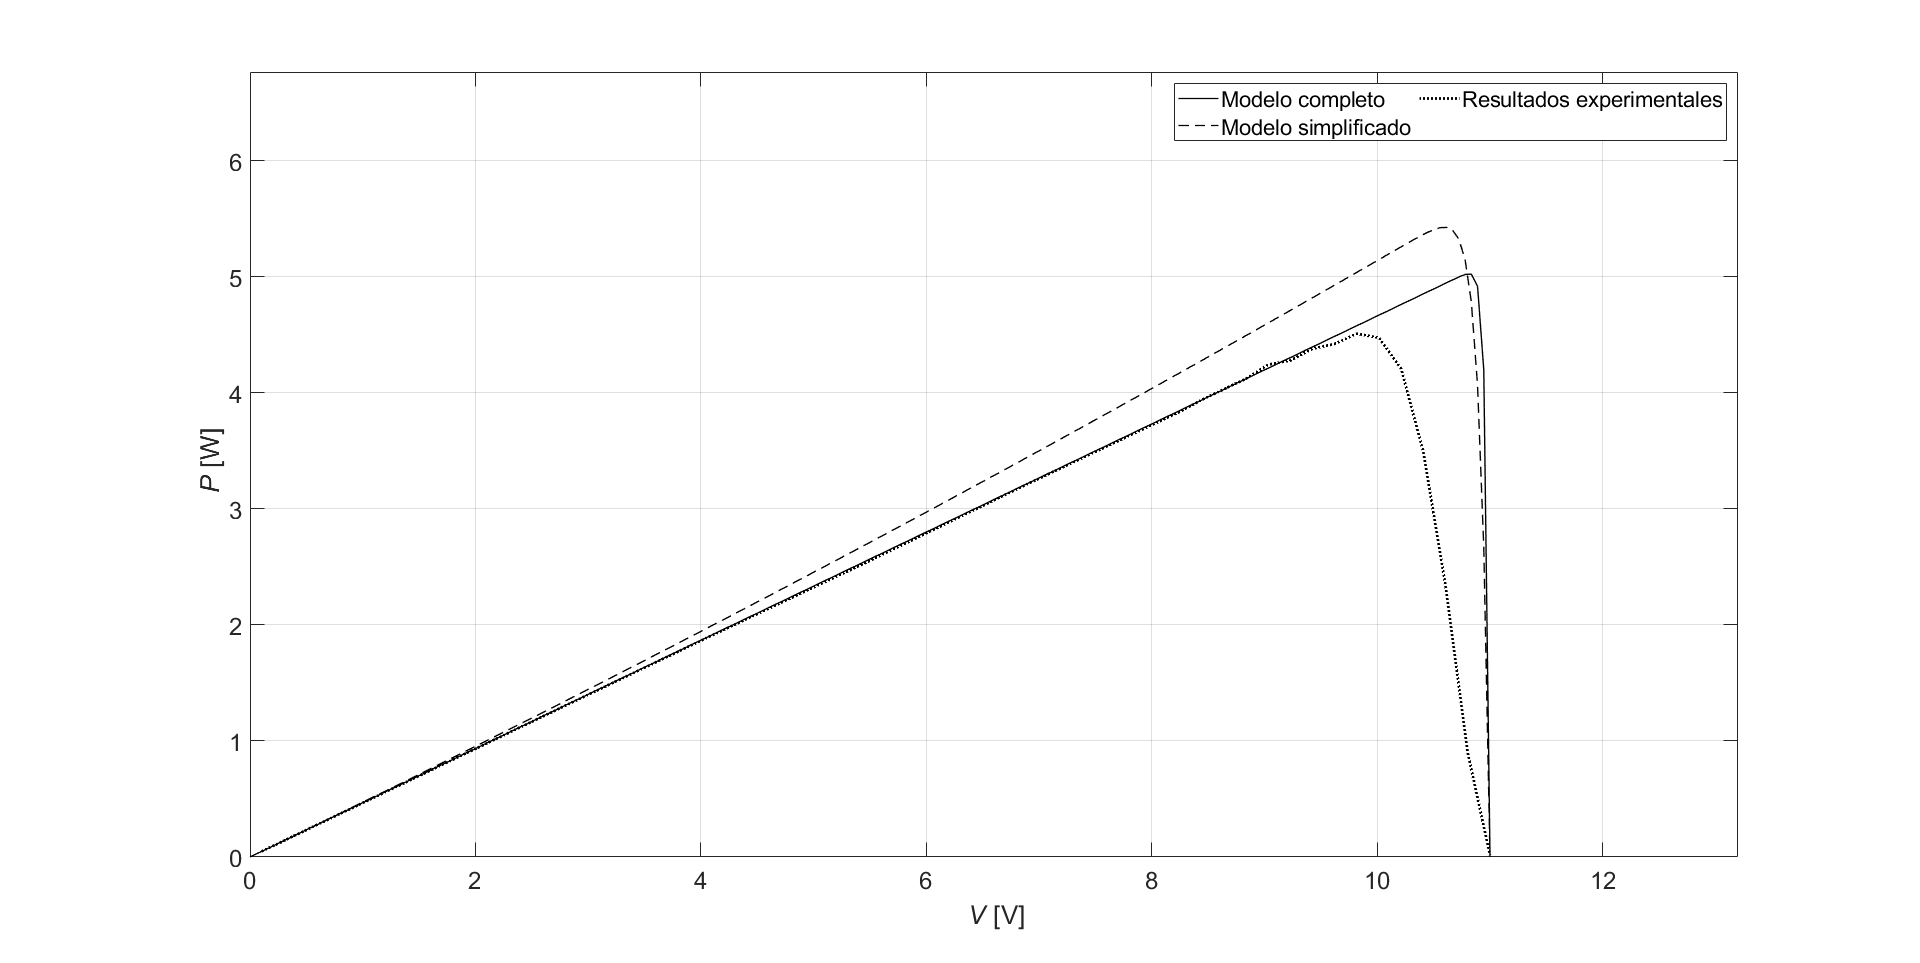 Modelo completo
Resultados experimentales
Modelo simplificado
6
5
4
3
2
1
0
P [W]
0 2 4 6 8 10 12
V [V]